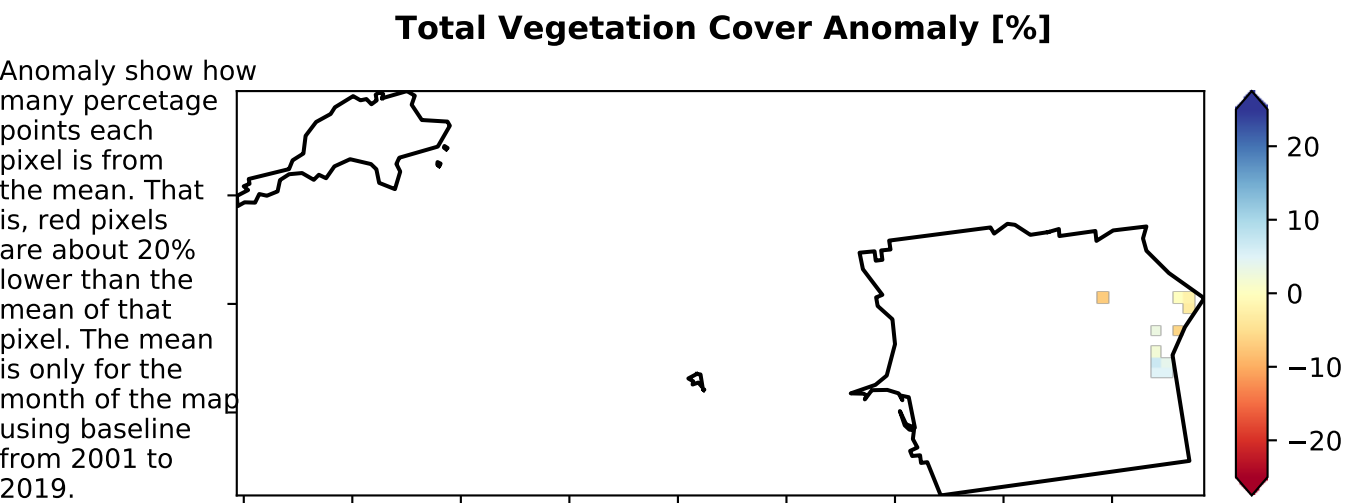 Total Vegetation Cover Anomaly [%]
Anomaly show how
many percetage
points each
pixel is from
the mean. That
is, red pixels
are about 20%
lower than the
mean of that
pixel. The mean
is only for the
month of the map
using baseline
from 2001 to
2019.
20
10
0
−10
−20